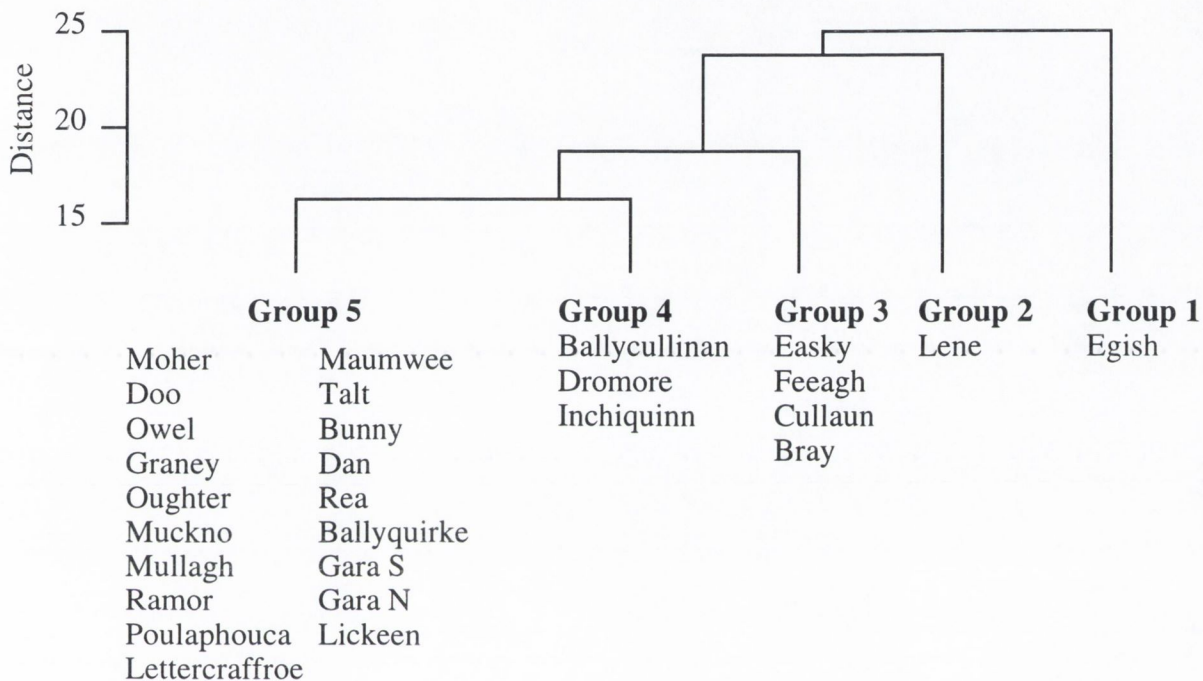 25
20
15
Distance
Group 5
Moher
Doo
Owel
Graney
Oughter
Muckno
Mullagh
Ramor
Poulaphouca
Lettercraffroe
Maumwee
Talt
Bunny
Dan
Rea
Ballyquirke
Gara S
Gara N
Lickeen
Group 4
Ballycullinan
Dromore
Inchiquinn
Group 3
Easky
Feeagh
Cullaun
Bray
Group 2
Lene
Group 1
Egish